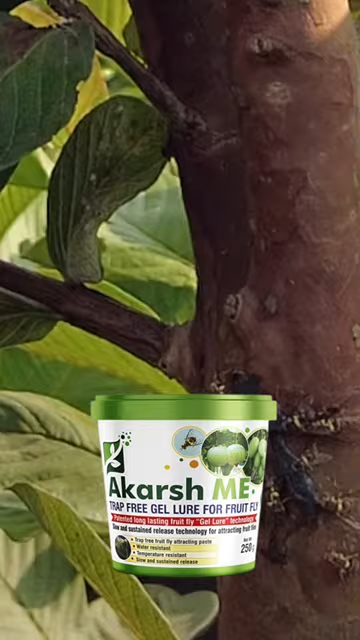 Akarsh ME
TRAP FREE GEL LURE FOR FRUIT FLY
Patented long lasting fruit fly "Gel Lure" technology
Slow and sustained release technology for attracting fruit flies
Trap free fruit fly attracting paste
Water resistant
Temperature resistant
Slow and sustained release
250g